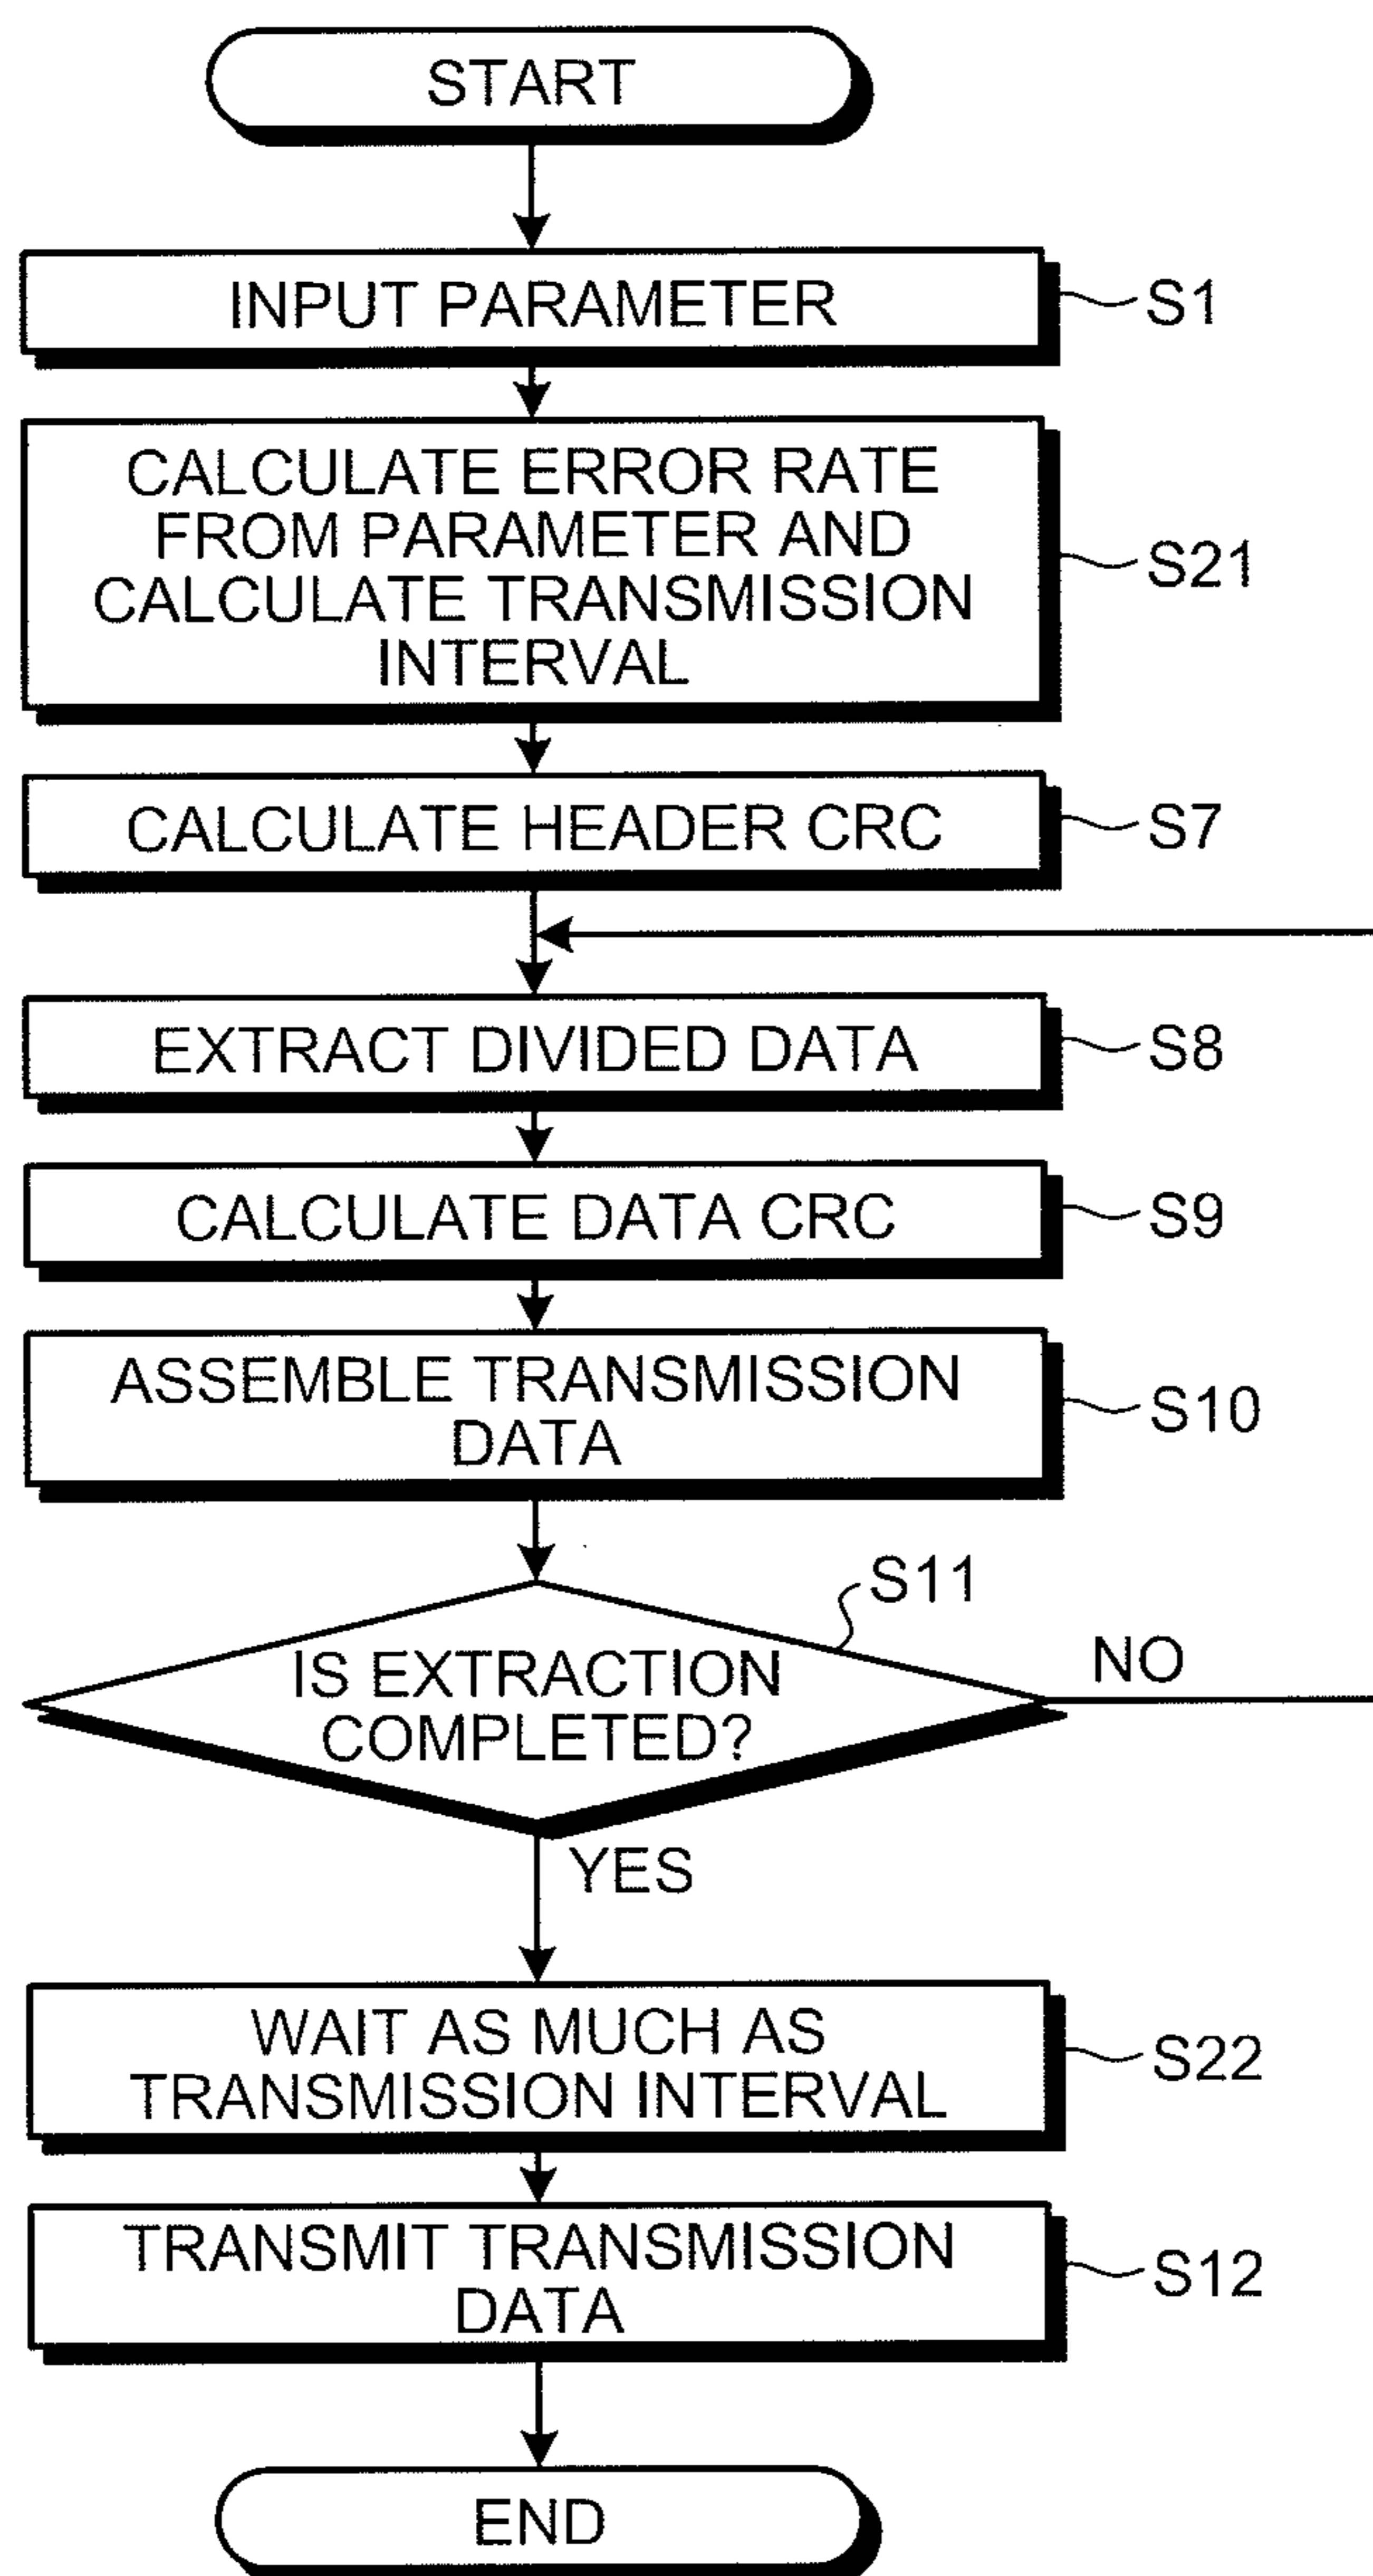 START
INPUT PARAMETER
S1
CALCULATE ERROR RATE
FROM PARAMETER AND
CALCULATE TRANSMISSION
INTERVAL
S21
CALCULATE HEADER CRC
S7
EXTRACT DIVIDED DATA
S8
CALCULATE DATA CRC
S9
ASSEMBLE TRANSMISSION
DATA
S10
S11
IS EXTRACTION
COMPLETED?
NO
YES
WAIT AS MUCH AS
TRANSMISSION INTERVAL
S22
TRANSMIT TRANSMISSION
DATA
S12
END